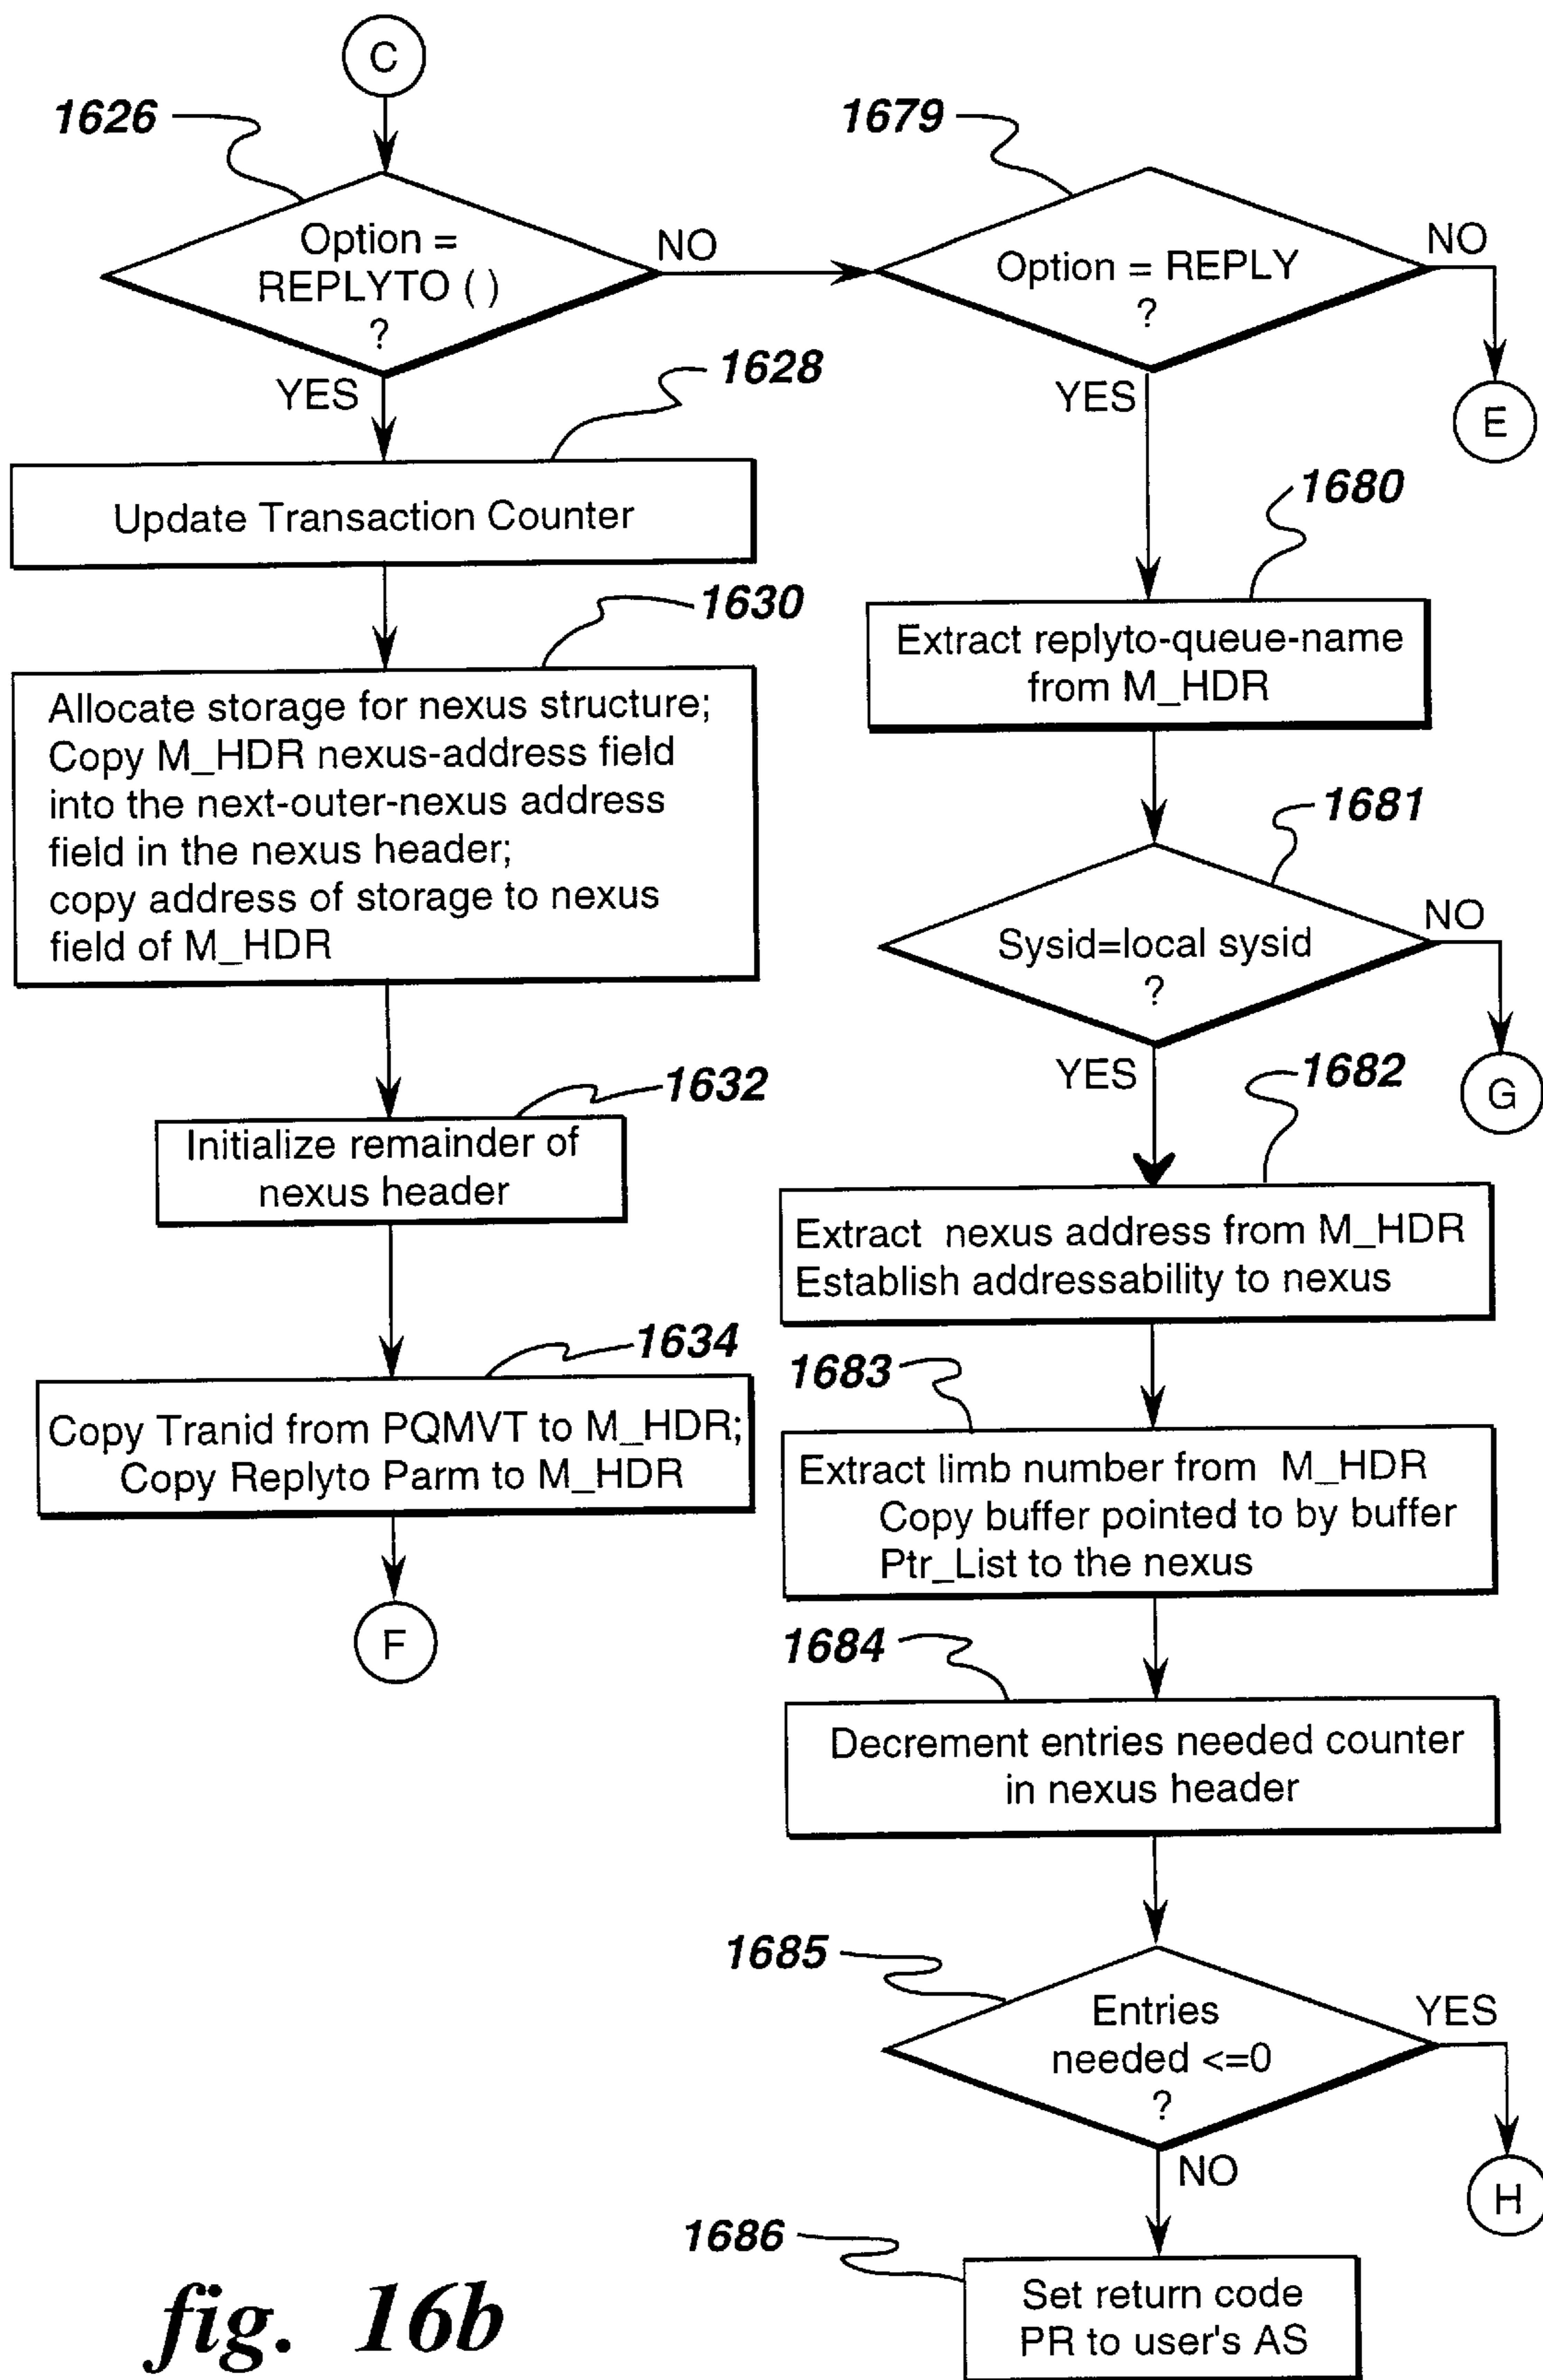 C
1626
Option =
REPLYTO ( )
?
NO
YES
1628
Update Transaction Counter
1630
Allocate storage for nexus structure;
Copy M_HDR nexus-address field
into the next-outer-nexus address
field in the nexus header;
copy address of storage to nexus
field of M_HDR
1632
Initialize remainder of
nexus header
1634
Copy Tranid from PQMVT to M_HDR;
Copy Replyto Parm to M_HDR
F
1679
Option = REPLY
?
NO
E
YES
1680
Extract replyto-queue-name
from M_HDR
1681
Sysid=local sysid
?
NO
G
YES
1682
Extract nexus address from M_HDR
Establish addressability to nexus
1683
Extract limb number from M_HDR
Copy buffer pointed to by buffer
Ptr_List to the nexus
1684
Decrement entries needed counter
in nexus header
1685
Entries
needed <=0
?
YES
H
NO
1686
Set return code
PR to user's AS
fig. 16b